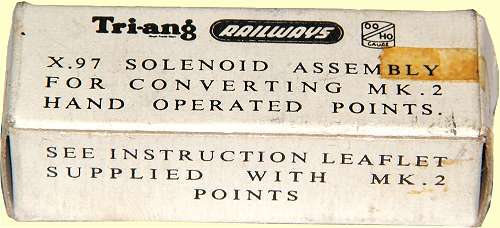 Tri-ang RAILWAYS OO HO GAUGE
X.97 SOLENOID ASSEMBLY
FOR CONVERTING MK.2
HAND OPERATED POINTS.
SEE INSTRUCTION LEAFLET
SUPPLIED WITH MK.2
POINTS